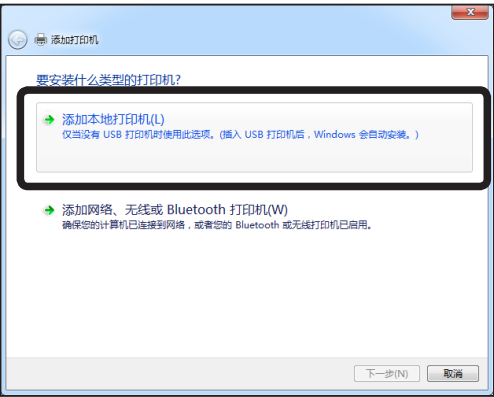 添加打印机
要安装什么类型的打印机?
添加本地打印机(L)
仅当没有 USB 打印机时使用此选项。(插入 USB 打印机后，Windows 会自动安装。)
添加网络、无线或 Bluetooth 打印机(W)
确保您的计算机已连接到网络，或者您的 Bluetooth 或无线打印机已启用。
下一步(N) 取消